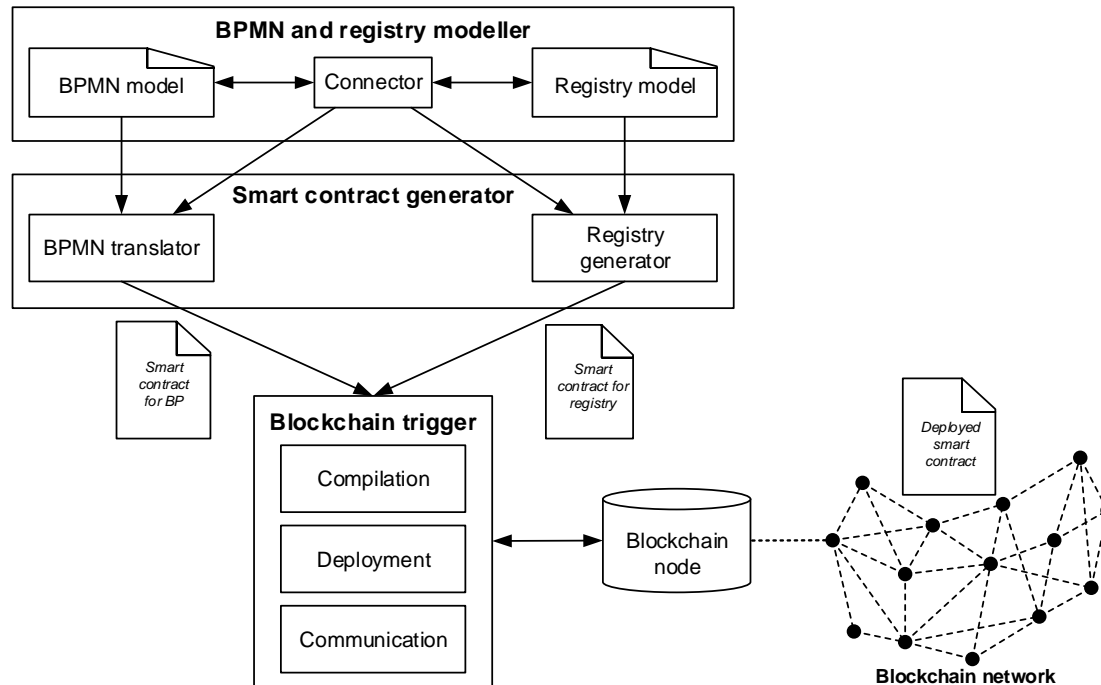 BPMN and registry modeller
BPMN model
Connector
Registry model
Smart contract generator
BPMN translator
Registry
generator
Smart
contract
for BP
Smart
contract for
registry
Blockchain trigger
Compilation
Deployment
Communication
Blockchain
node
Deployed
smart
contract
Blockchain network